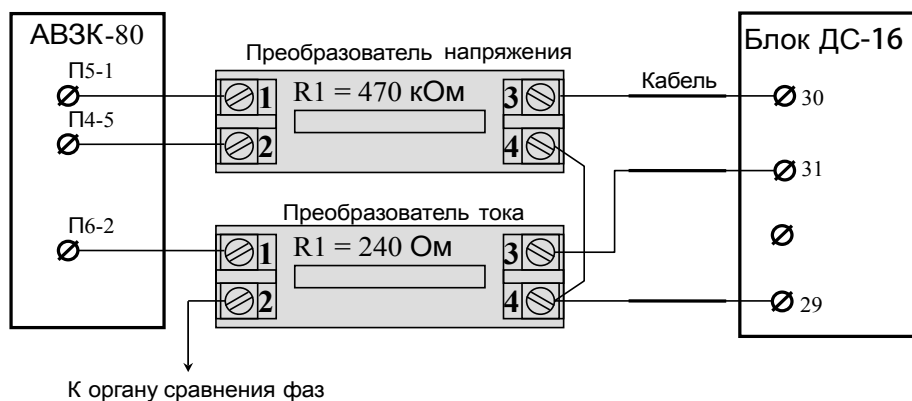 АВЗК-80
Преобразователь напряжения
Блок ДС-16
П5-1
1
R1 = 470 кОм
3
Кабель
30
П4-5
2
4
31
Преобразователь тока
П6-2
1
R1 = 240 Ом
3
2
4
29
К органу сравнения фаз